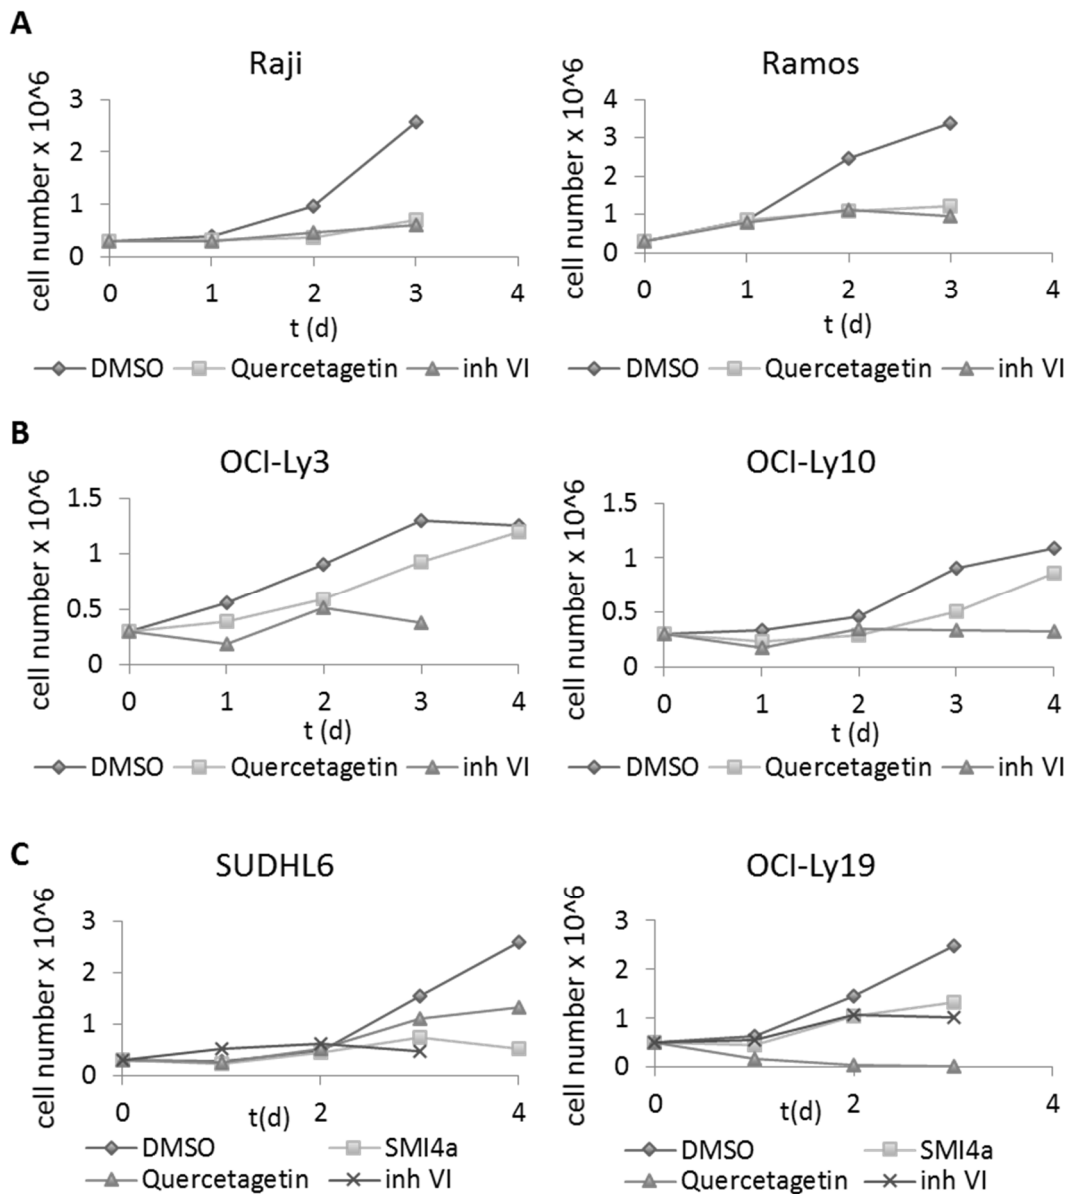 A
Raji
Ramos
cell number x 10^6
3
2
1
0
0 1 2 3 4
t (d)
DMSO Quercetagetin inh VI
cell number x 10^6
4
3
2
1
0
0 1 2 3 4
t (d)
DMSO Quercetagetin inh VI
B
OCI-Ly3
OCI-Ly10
cell number x 10^6
1.5
1
0.5
0
0 1 2 3 4
t (d)
DMSO Quercetagetin inh VI
cell number x 10^6
1.5
1
0.5
0
0 1 2 3 4
t (d)
DMSO Quercetagetin inh VI
C
SUDHL6
OCI-Ly19
cell number x 10^6
3
2
1
0
0 2 4
t(d)
DMSO SMI4a
Quercetagetin inh VI
cell number x 10^6
3
2
1
0
0 2 4
t(d)
DMSO SMI4a
Quercetagetin inh VI